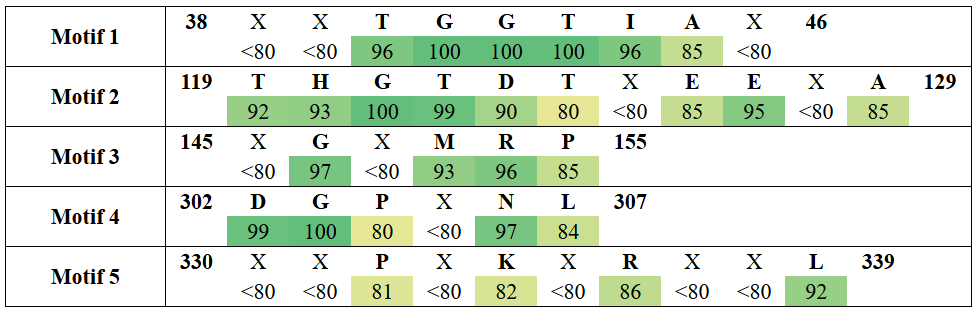 Motif 1 38 X X T G G T I A X 46
<80 <80 96 100 100 100 96 85 <80
Motif 2 119 T H G T D T X E E X A 129
92 93 100 99 90 80 <80 85 95 <80 85
Motif 3 145 X G X M R P 155
<80 97 <80 93 96 85
Motif 4 302 D G P X N L 307
99 100 80 <80 97 84
Motif 5 330 X X P X K X R X X L 339
<80 <80 81 <80 82 <80 86 <80 <80 92